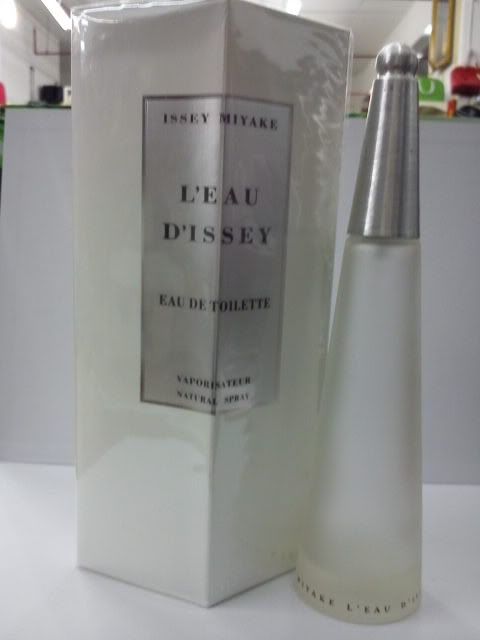 ISSEY MIYAKE
L'EAU
D'ISSEY
EAU DE TOILETTE
VAPORISATEUR
NATURAL SPRAY
MIYAKE L'EAU